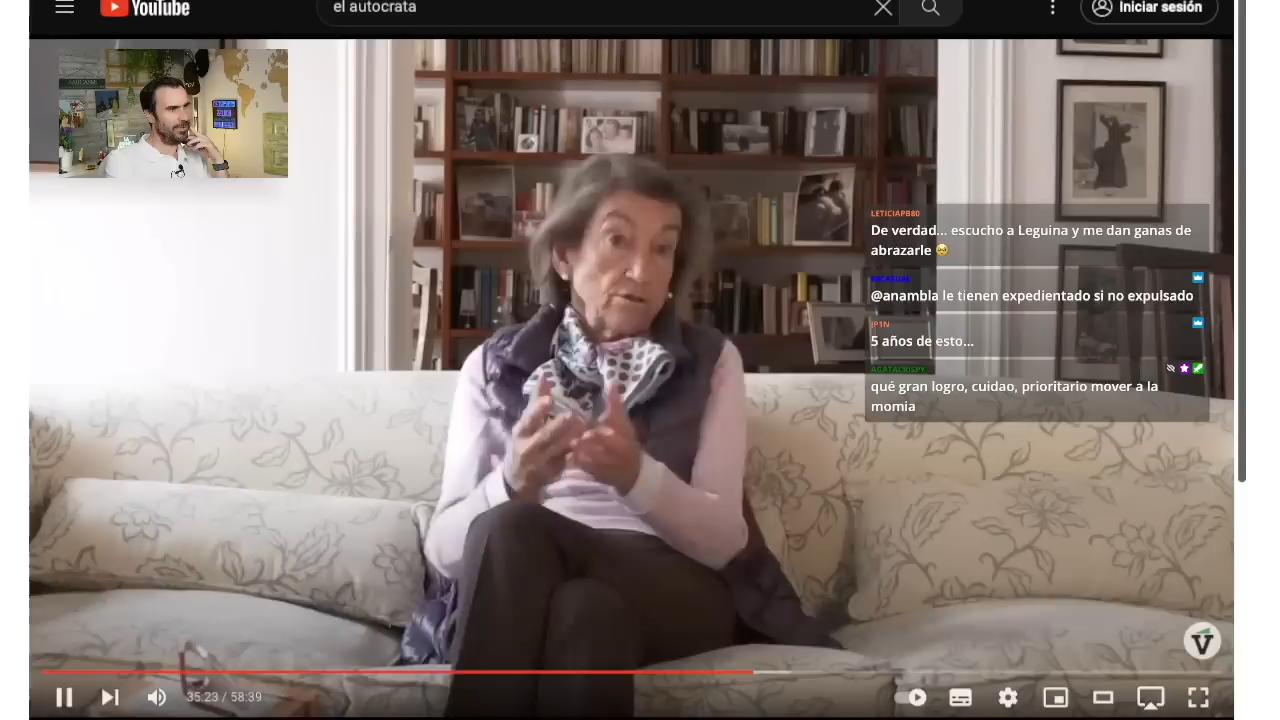 YouTube
el autocrata
Iniciar sesión
LETICIAPB80
De verdad... escucho a Leguina y me dan ganas de
abrazarle 🥺
@anambla le tienen expedientado si no expulsado
IP1N
5 años de esto...
AGATACRISPY
qué gran logro, cuidao, prioritario mover a la
momia
35:23 / 58:39